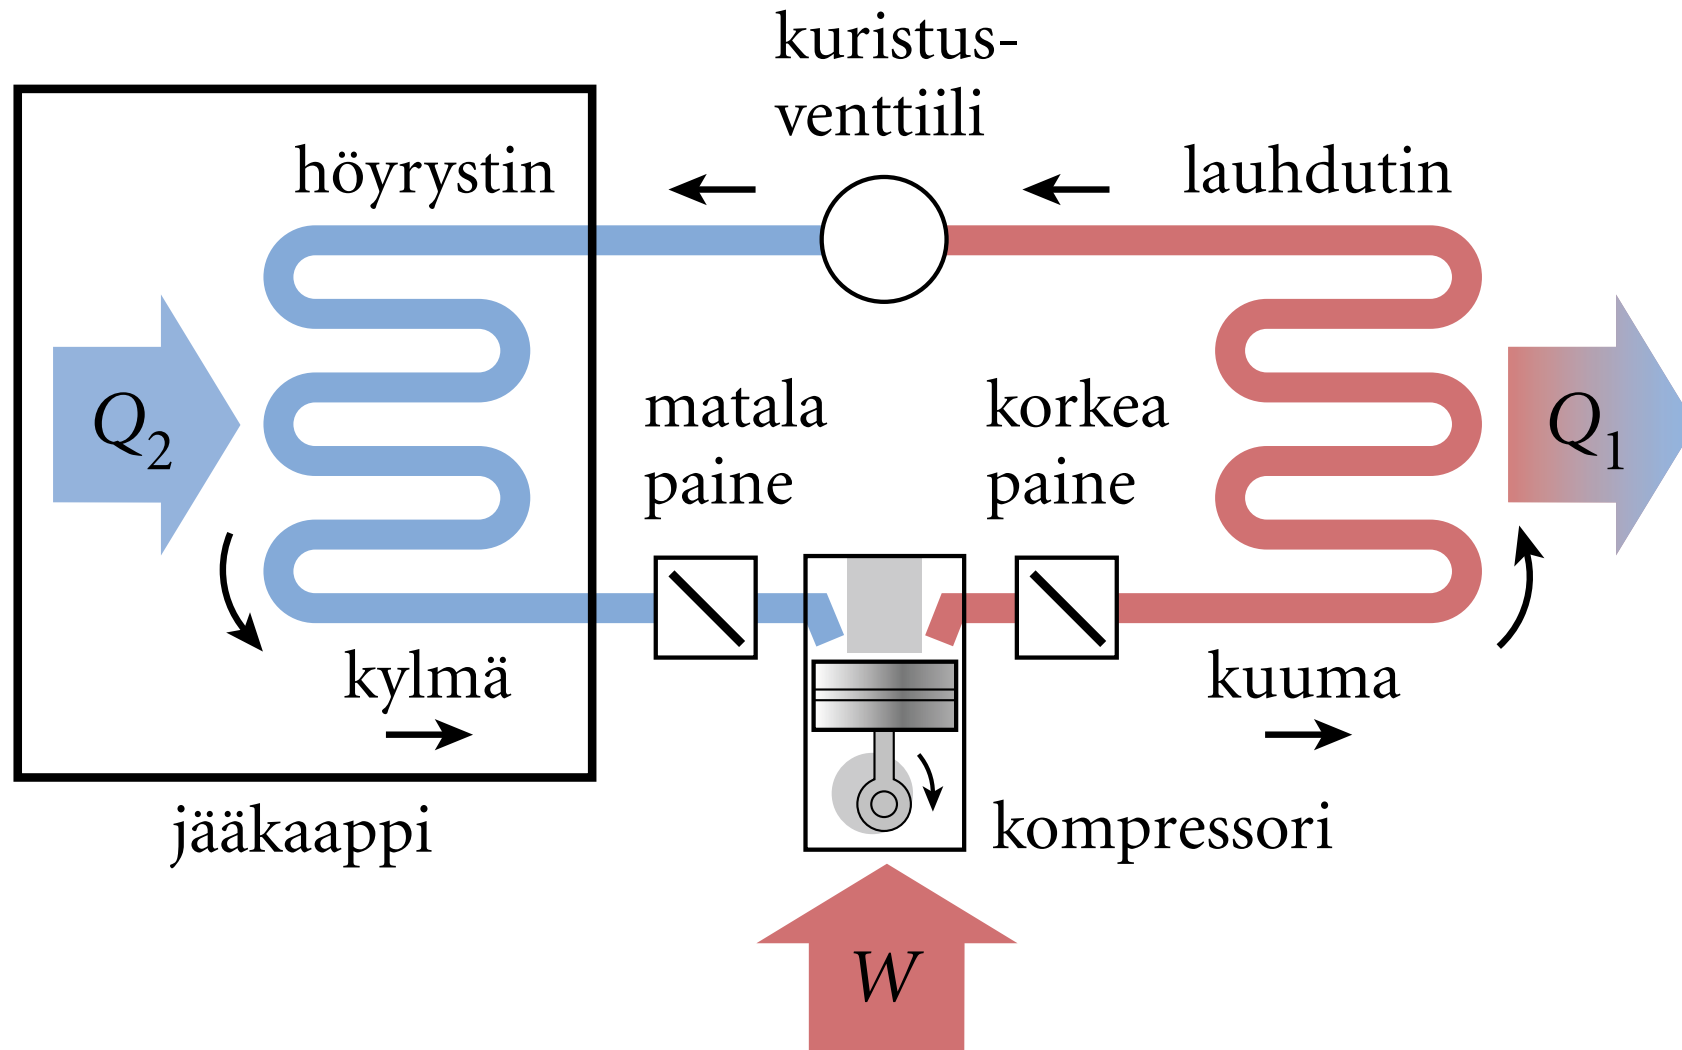 kuristus-
venttiili
höyrystin
lauhdutin
Q2
matala
paine
korkea
paine
Q1
kylmä
kuuma
jääkaappi
kompressori
W